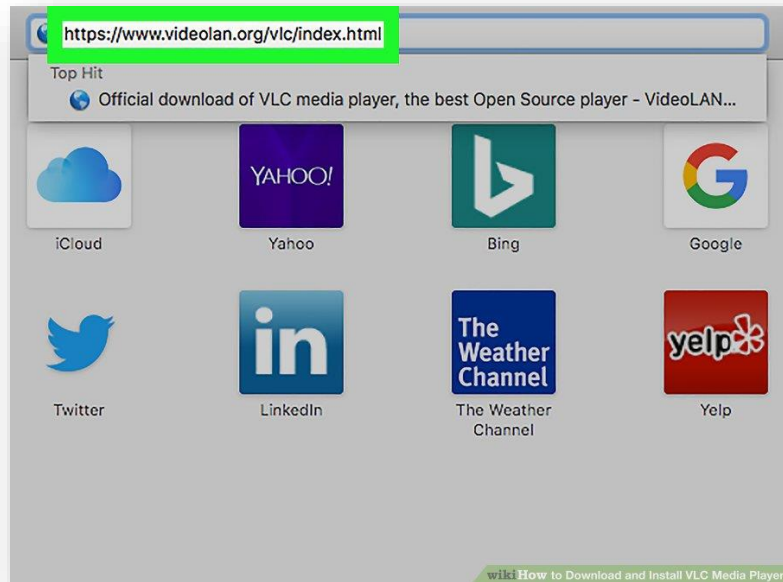 https://www.videolan.org/vlc/index.html
Top Hit
Official download of VLC media player, the best Open Source player - VideoLAN...
YAHOO!
iCloud
Yahoo
Bing
Google
in
The
Weather
Channel
yelp
Twitter
LinkedIn
The Weather
Channel
Yelp
wikiHow to Download and Install VLC Media Player